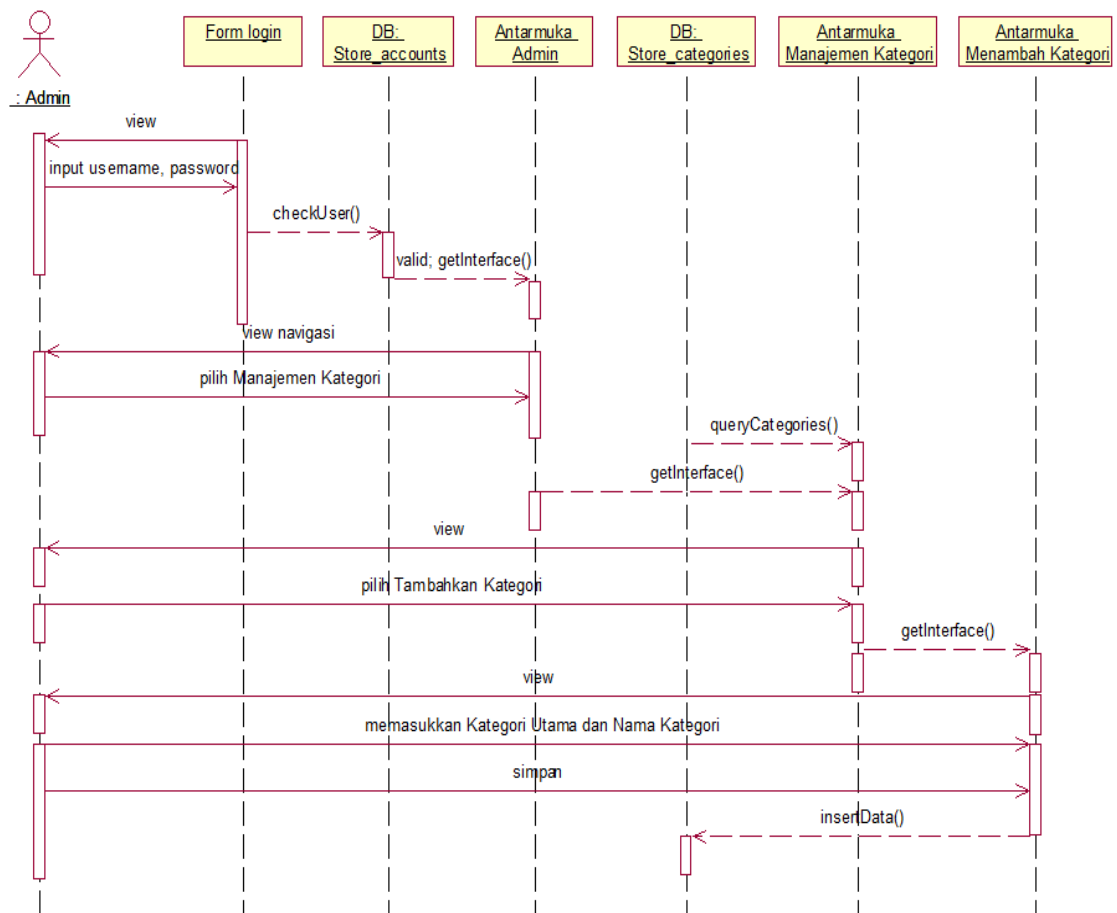 Form login
DB:
Store_accounts
Antarmuka
Admin
DB:
Store_categories
Antarmuka
Manajemen Kategori
Antarmuka
Menambah Kategori
: Admin
view
input username, password
checkUser()
valid; getInterface()
view navigasi
pilih Manajemen Kategori
queryCategories()
getInterface()
view
pilih Tambahkan Kategori
getInterface()
view
memasukkan Kategori Utama dan Nama Kategori
simpan
insertData()